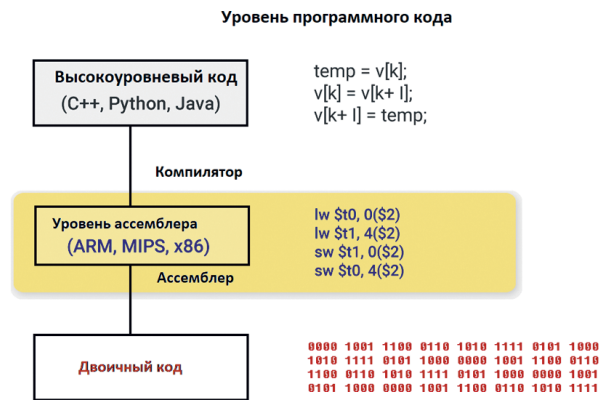 Уровень программного кода
Высокоуровневый код
(C++, Python, Java)
temp = v[k];
v[k] = v[k+ I];
v[k+ I] = temp;
Компилятор
Уровень ассемблера
(ARM, MIPS, x86)
lw $t0, 0($2)
lw $t1, 4($2)
sw $t1, 0($2)
sw $t0, 4($2)
Ассемблер
Двоичный код
0000 1001 1100 0110 1010 1111 0101 1000
1010 1111 0101 1000 0000 1001 1100 0110
1100 0110 1010 1111 0101 1000 0000 1001
0101 1000 0000 1001 1100 0110 1010 1111